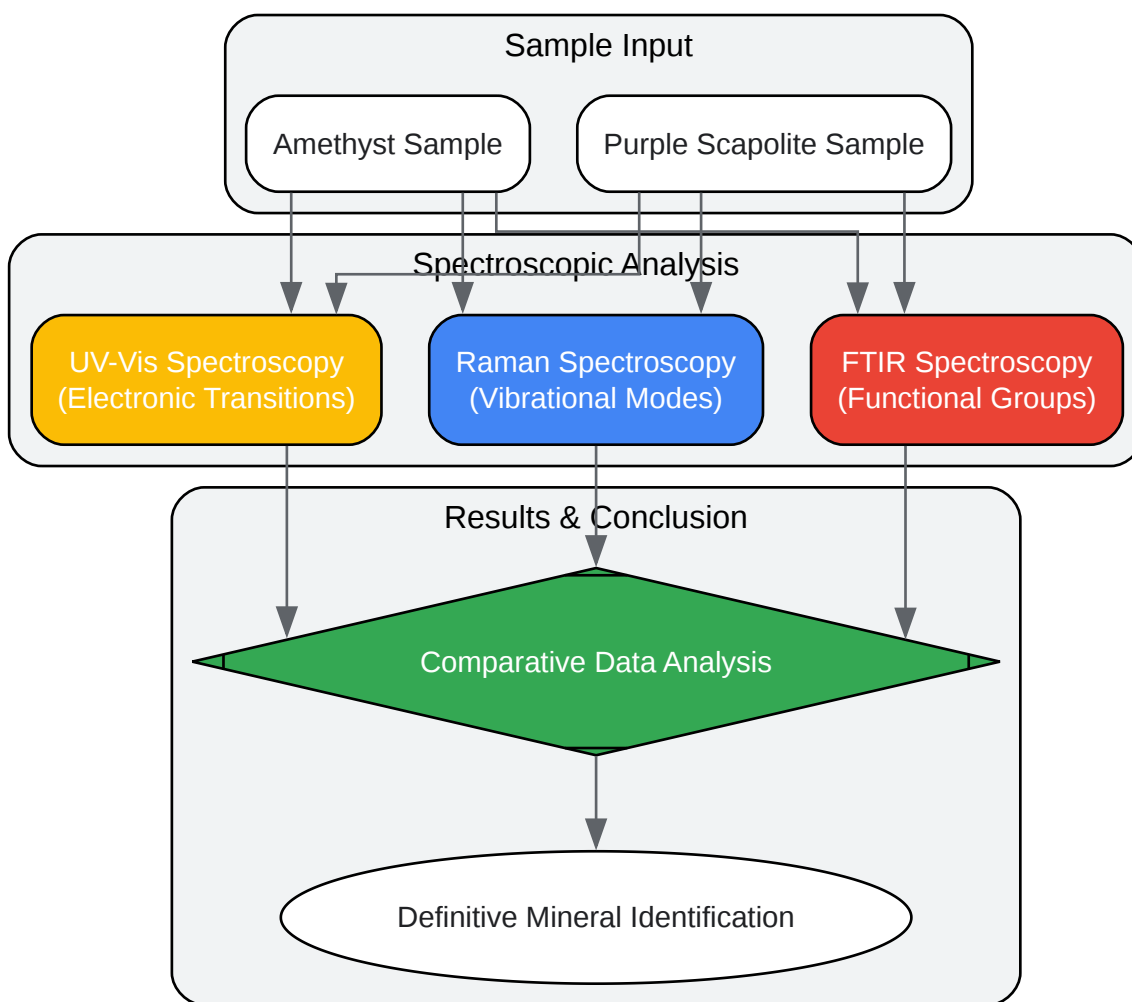 Sample Input
Amethyst Sample
Purple Scapolite Sample
Spectroscopic Analysis
UV-Vis Spectroscopy
(Electronic Transitions)
Raman Spectroscopy
(Vibrational Modes)
FTIR Spectroscopy
(Functional Groups)
Results & Conclusion
Comparative Data Analysis
Definitive Mineral Identification